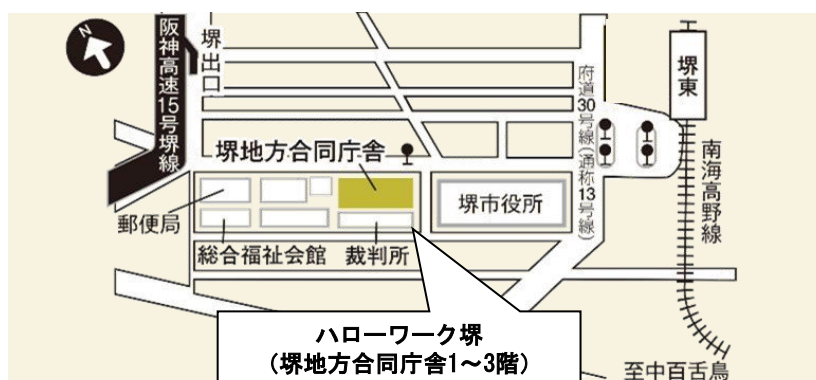 N
阪神高速15号堺線
堺出口
府道30号線(通称13号線)
堺東
南海高野線
堺地方合同庁舎
郵便局
堺市役所
総合福祉会館
裁判所
ハローワーク堺
(堺地方合同庁舎1～3階)
至中百舌鳥